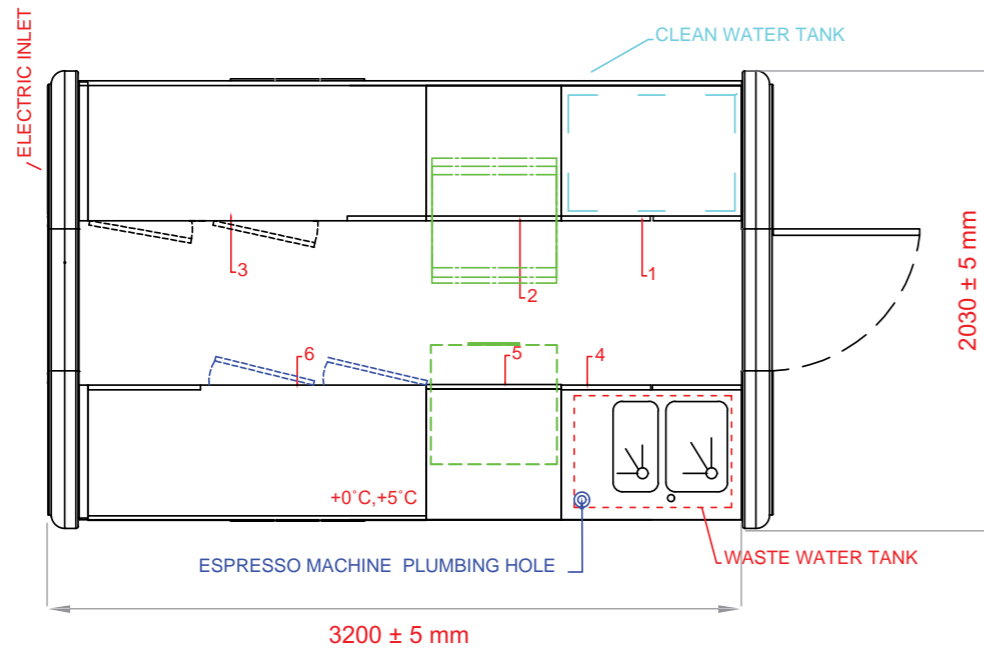 ELECTRIC INLET
CLEAN WATER TANK
3
2
1
2030 ± 5 mm
6
5
4
+0˚C,+5˚C
ESPRESSO MACHINE PLUMBING HOLE
WASTE WATER TANK
3200 ± 5 mm